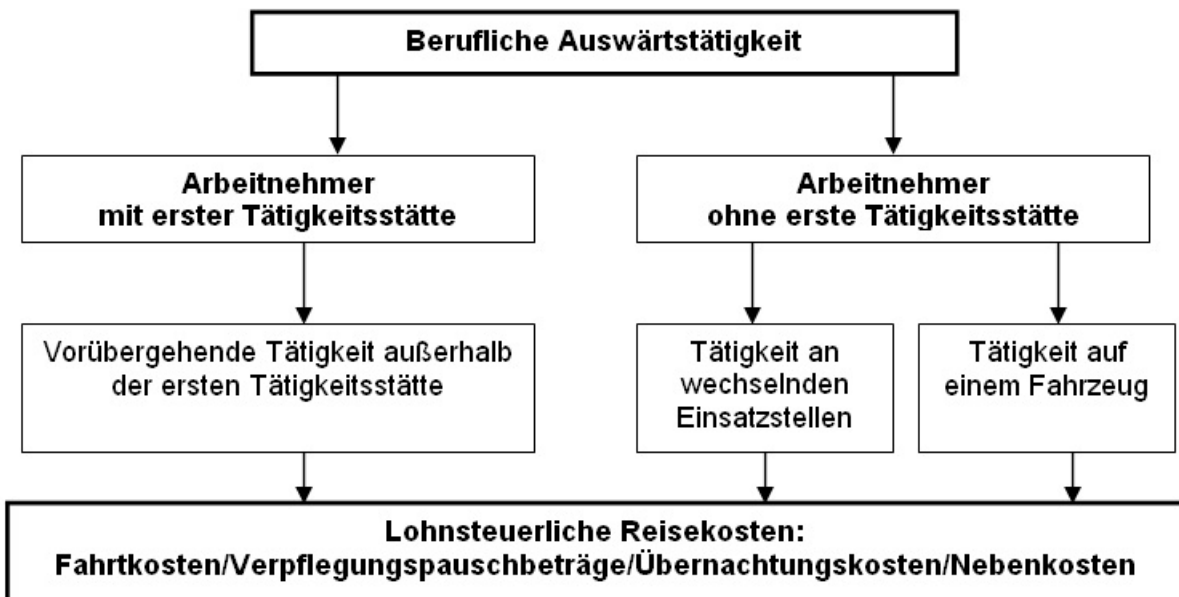 Berufliche Auswärtstätigkeit
Arbeitnehmer
mit erster Tätigkeitsstätte
Arbeitnehmer
ohne erste Tätigkeitsstätte
Vorübergehende Tätigkeit außerhalb
der ersten Tätigkeitsstätte
Tätigkeit an
wechselnden
Einsatzstellen
Tätigkeit auf
einem Fahrzeug
Lohnsteuerliche Reisekosten:
Fahrtkosten/Verpflegungspauschbeträge/Übernachtungskosten/Nebenkosten